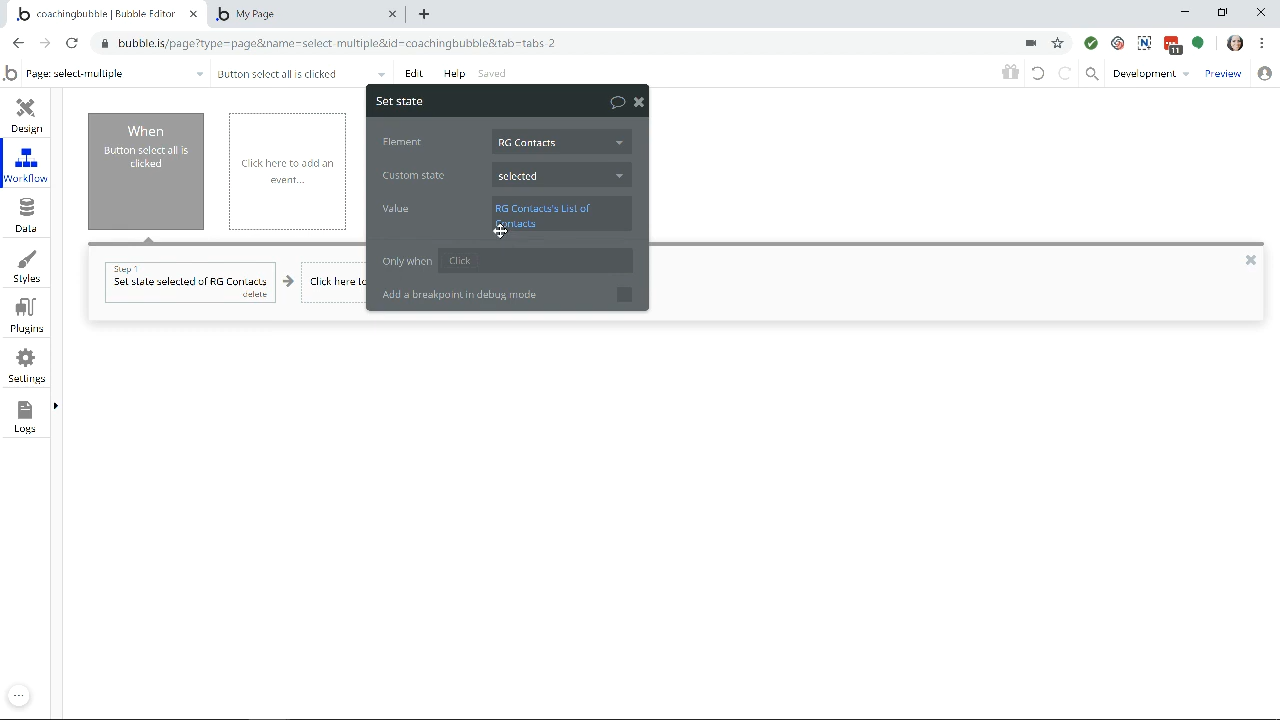 coachingbubble | Bubble Editor
My Page
bubble.is/page?type=page&name=select-multiple&id=coachingbubble&tab=tabs-2
11
Page: select-multiple
Button select all is clicked
Edit
Help
Saved
Development
Preview
Design
Workflow
Data
Styles
Plugins
Settings
Logs
When
Button select all is
clicked
Click here to add an
event...
Step 1
Set state selected of RG Contacts
delete
Click here to
Set state
Element
RG Contacts
Custom state
selected
Value
RG Contacts's List of
Contacts
Only when
Click
Add a breakpoint in debug mode